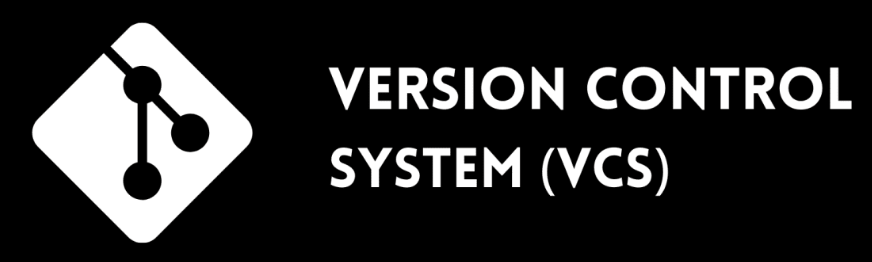 VERSION CONTROL
SYSTEM (VCS)